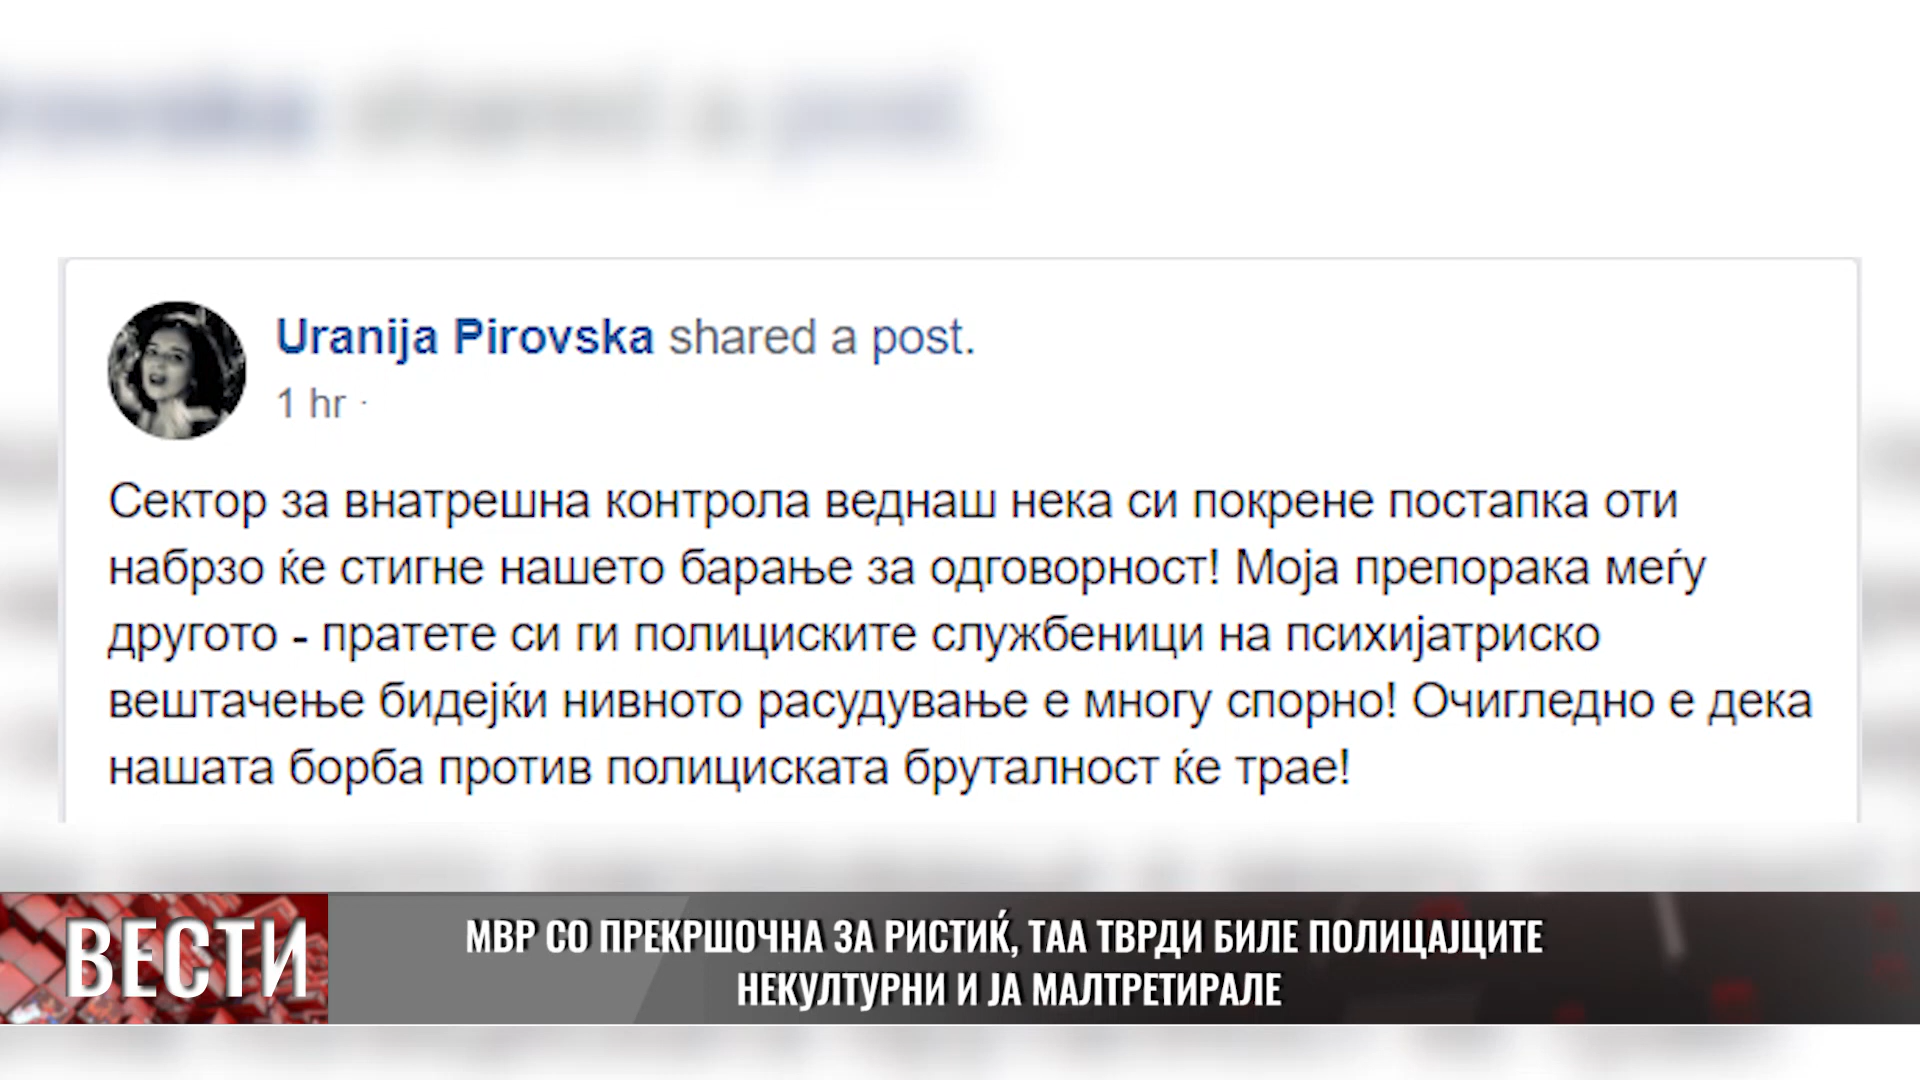 Uranija Pirovska shared a post.
1 hr ·
Сектор за внатрешна контрола веднаш нека си покрене постапка оти
набрзо ќе стигне нашето барање за одговорност! Моја препорака меѓу
другото - пратете си ги полициските службеници на психијатриско
вештачење бидејќи нивното расудување е многу спорно! Очигледно е дека
нашата борба против полициската бруталност ќе трае!
ВЕСТИ
МВР СО ПРЕКРШОЧНА ЗА РИСТИЌ, ТАА ТВРДИ БИЛЕ ПОЛИЦАЈЦИТЕ
НЕКУЛТУРНИ И ЈА МАЛТРЕТИРАЛЕ